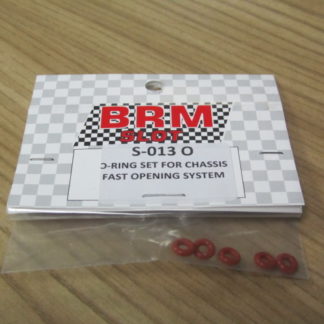 BRM
SLOT
S-013 O
O-RING SET FOR CHASSIS
FAST OPENING SYSTEM